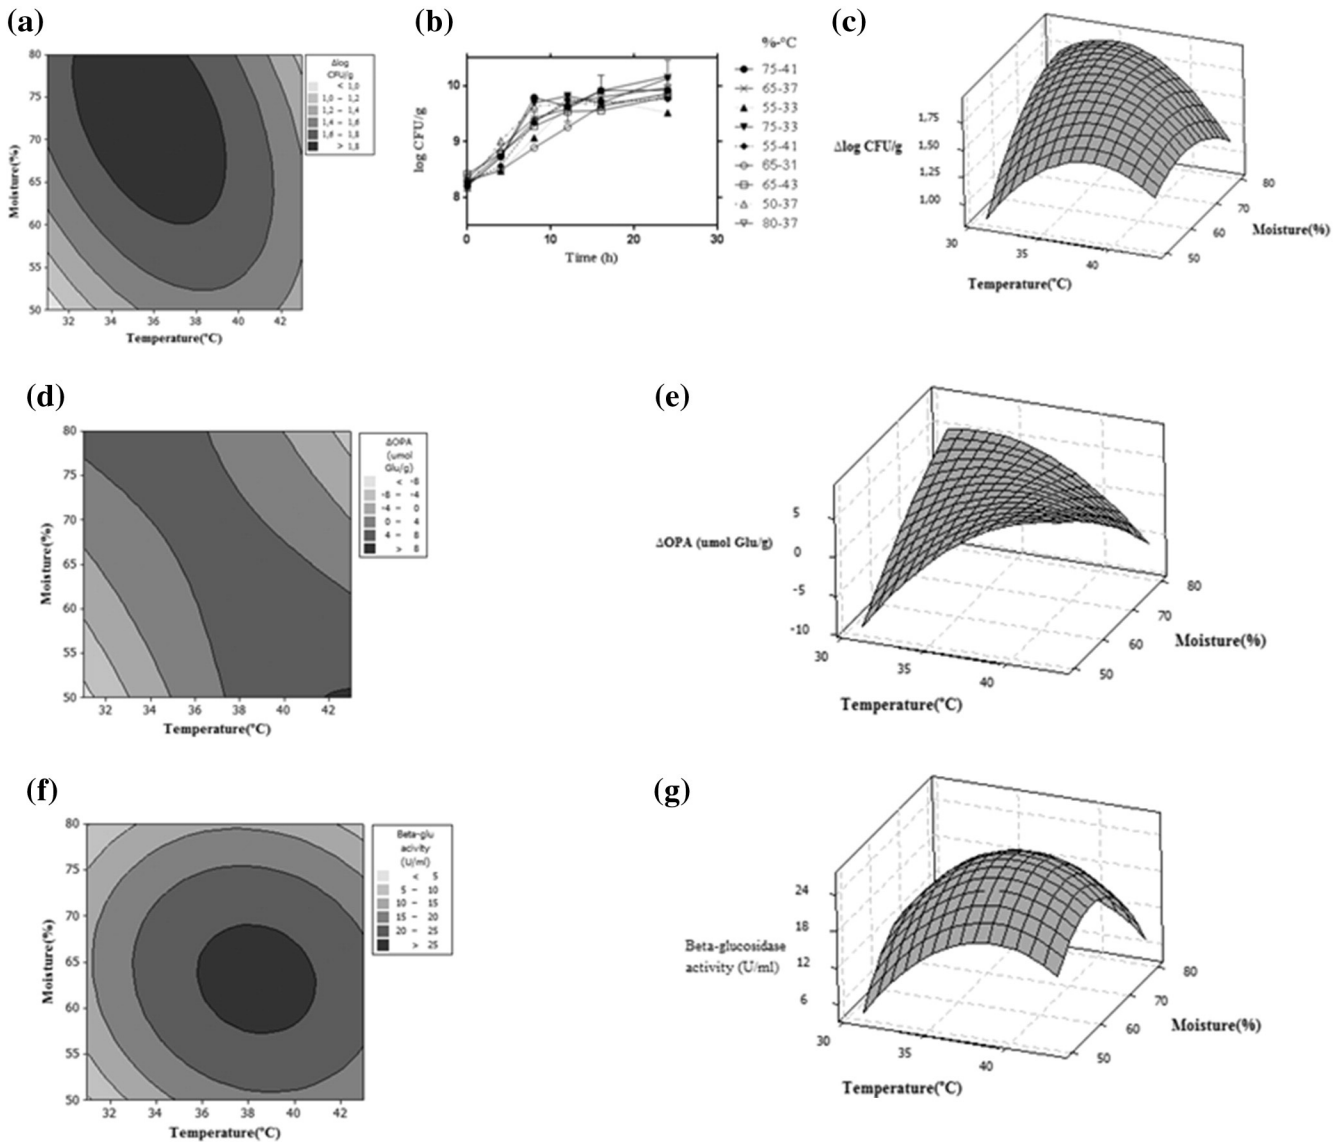 (a)
80
75
70
65
60
55
50
Moisture(%)
32 34 36 38 40 42
Temperature(°C)
Δlog
CFU/g
< 1,0
1,0 – 1,2
1,2 – 1,4
1,4 – 1,6
1,6 – 1,8
> 1,8
(b)
log CFU/g
10
9
8
0 10 20 30
Time (h)
%-°C
75-41
65-37
55-33
75-33
55-41
65-31
65-43
50-37
80-37
(c)
Δlog CFU/g
1,75
1,50
1,25
1,00
30
35
40
Temperature(°C)
50
60
70
80
Moisture(%)
(d)
80
75
70
65
60
55
50
Moisture(%)
32 34 36 38 40 42
Temperature(°C)
ΔOPA
(umol
Glu/g)
< -8
-8 – -4
-4 – 0
0 – 4
4 – 8
> 8
(e)
ΔOPA (umol Glu/g)
5
0
-5
-10
30
35
40
Temperature(°C)
50
60
70
80
Moisture(%)
(f)
80
75
70
65
60
55
50
Moisture(%)
32 34 36 38 40 42
Temperature(°C)
Beta-glu
acivity
(U/ml)
< 5
5 – 10
10 – 15
15 – 20
20 – 25
> 25
(g)
Beta-glucosidase
activity (U/ml)
24
18
12
6
30
35
40
Temperature(°C)
50
60
70
80
Moisture(%)